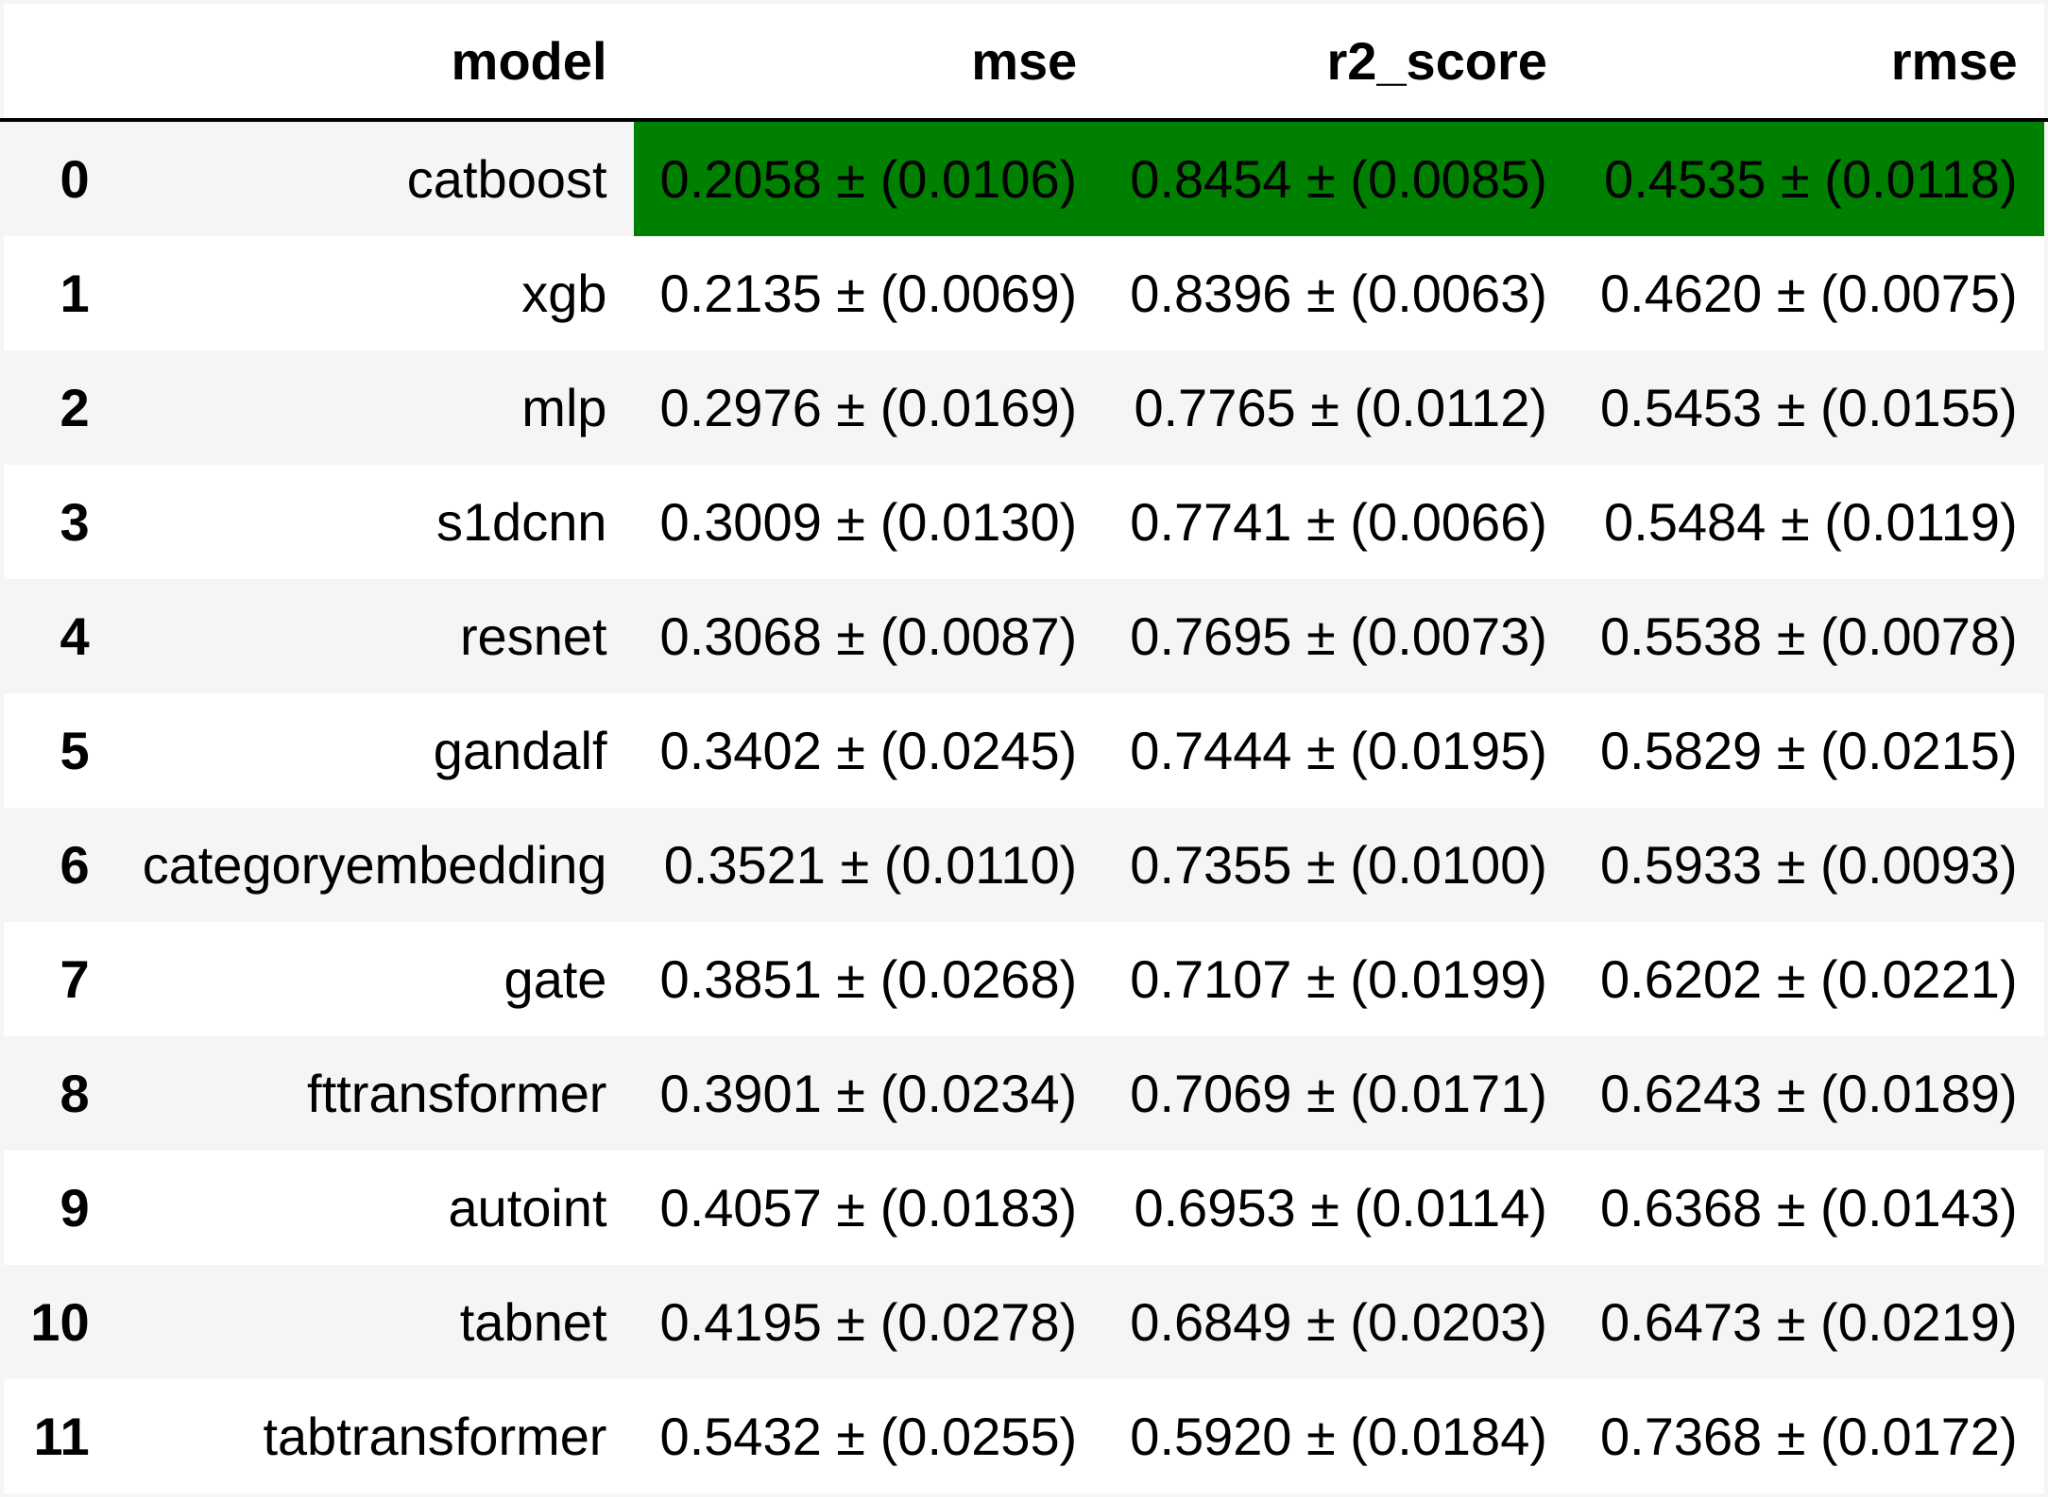 model mse r2_score rmse
0 catboost 0.2058 ± (0.0106) 0.8454 ± (0.0085) 0.4535 ± (0.0118)
1 xgb 0.2135 ± (0.0069) 0.8396 ± (0.0063) 0.4620 ± (0.0075)
2 mlp 0.2976 ± (0.0169) 0.7765 ± (0.0112) 0.5453 ± (0.0155)
3 s1dcnn 0.3009 ± (0.0130) 0.7741 ± (0.0066) 0.5484 ± (0.0119)
4 resnet 0.3068 ± (0.0087) 0.7695 ± (0.0073) 0.5538 ± (0.0078)
5 gandalf 0.3402 ± (0.0245) 0.7444 ± (0.0195) 0.5829 ± (0.0215)
6 categoryembedding 0.3521 ± (0.0110) 0.7355 ± (0.0100) 0.5933 ± (0.0093)
7 gate 0.3851 ± (0.0268) 0.7107 ± (0.0199) 0.6202 ± (0.0221)
8 fttransformer 0.3901 ± (0.0234) 0.7069 ± (0.0171) 0.6243 ± (0.0189)
9 autoint 0.4057 ± (0.0183) 0.6953 ± (0.0114) 0.6368 ± (0.0143)
10 tabnet 0.4195 ± (0.0278) 0.6849 ± (0.0203) 0.6473 ± (0.0219)
11 tabtransformer 0.5432 ± (0.0255) 0.5920 ± (0.0184) 0.7368 ± (0.0172)